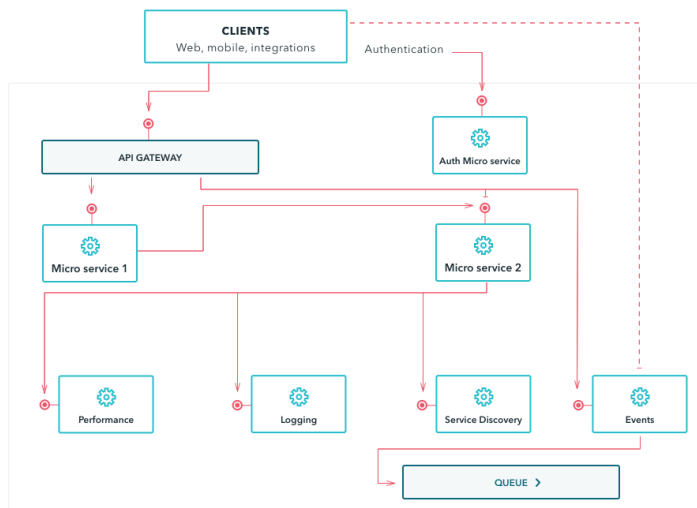 CLIENTS
Web, mobile, integrations
Authentication
API GATEWAY
Auth Micro service
Micro service 1
Micro service 2
Performance
Logging
Service Discovery
Events
QUEUE